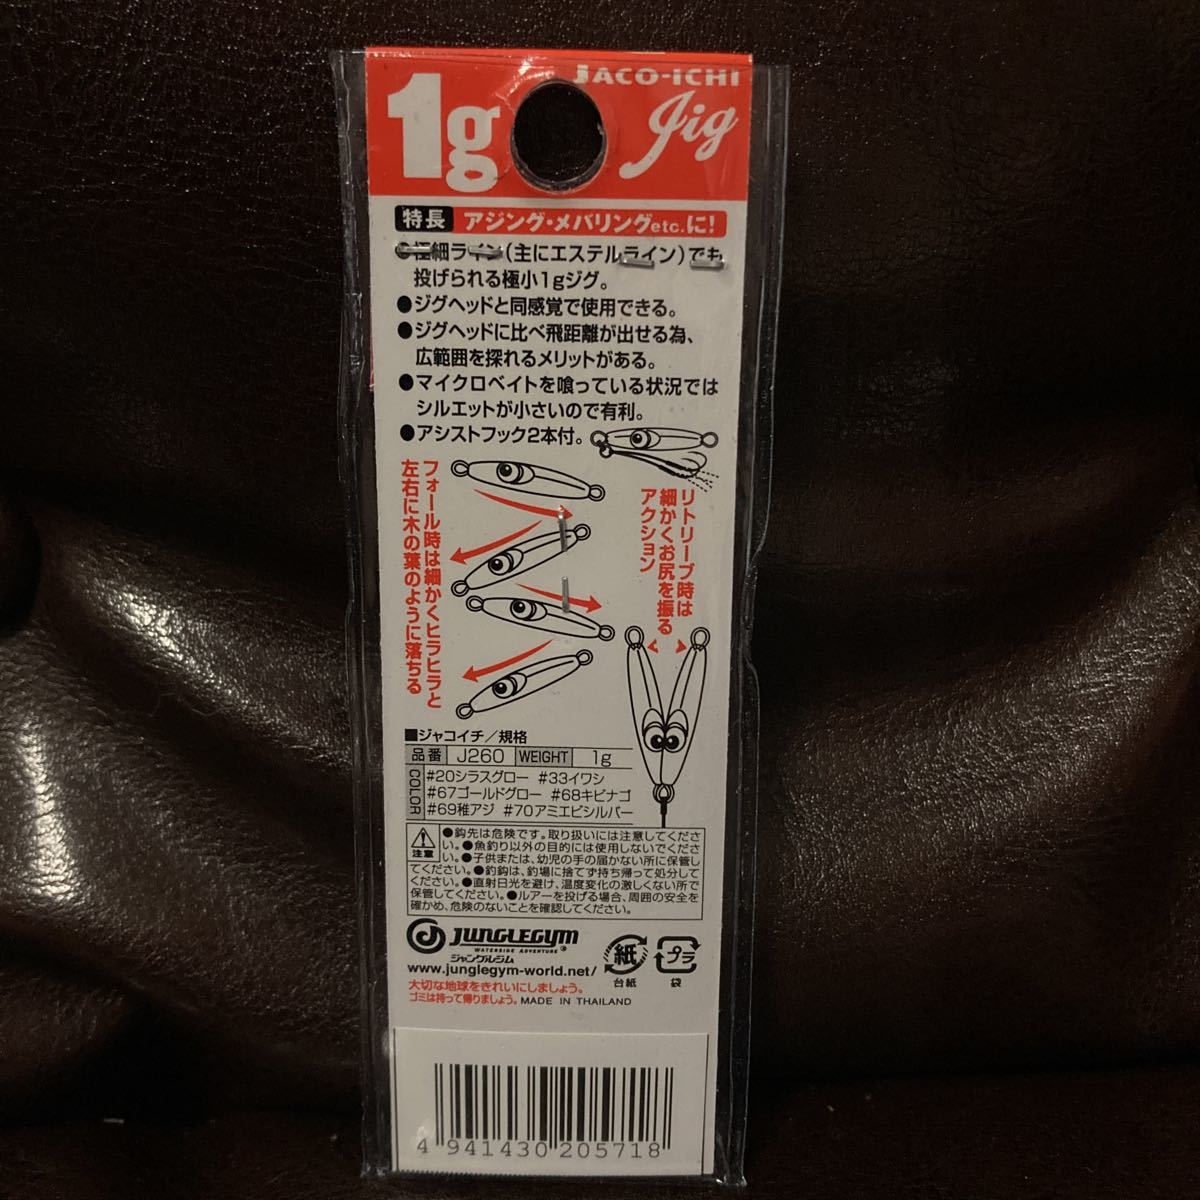 1g
JACO-ICHI
Jig
特長 アジング・メバリングetc.に!
●極細ライン(主にエステルライン)でも
投げられる極小1gジグ。
●ジグヘッドと同感覚で使用できる。
●ジグヘッドに比べ飛距離が出せる為、
広範囲を探れるメリットがある。
●マイクロベイトを喰っている状況では
シルエットが小さいので有利。
●アシストフック2本付。
フォール時は細かくヒラヒラと
左右に木の葉のように落ちる
リトリーブ時は
細かくお尻を振る
アクション
■ジャコイチ/規格
品番 J260 WEIGHT 1g
COLOR
#20シラスグロー #33イワシ
#67ゴールドグロー #68キビナゴ
#69稚アジ #70アミエビシルバー
注意
●鈎先は危険です。取り扱いには注意してくださ
い。●魚釣り以外の目的には使用しないでくださ
い。●子供または、幼児の手の届かない所に保管し
てください。●釣鈎は、釣場に捨てず持ち帰って処分して
ください。●直射日光を避け、温度変化の激しくない所で
保管してください。●ルアーを投げる場合、周囲の安全を
確かめ、危険のないことを確認してください。
JUNGLEGYM®
WATERSIDE ADVENTURE
ジャングルジム
www.junglegym-world.net/
紙
台紙
プラ
袋
大切な地球をきれいにしましょう。
ゴミは持って帰りましょう。 MADE IN THAILAND
4 941430 205718